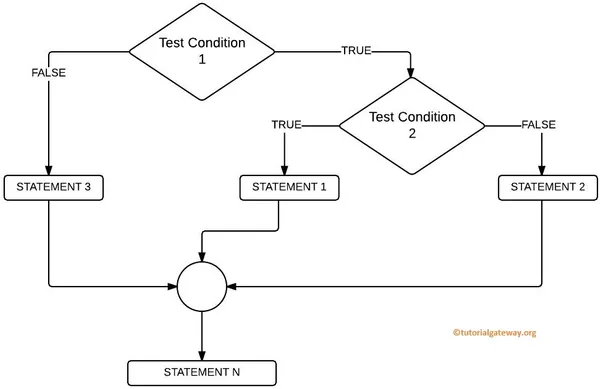 Test Condition
1
TRUE
FALSE
Test Condition
2
TRUE
FALSE
STATEMENT 3
STATEMENT 1
STATEMENT 2
©tutorialgateway.org
STATEMENT N